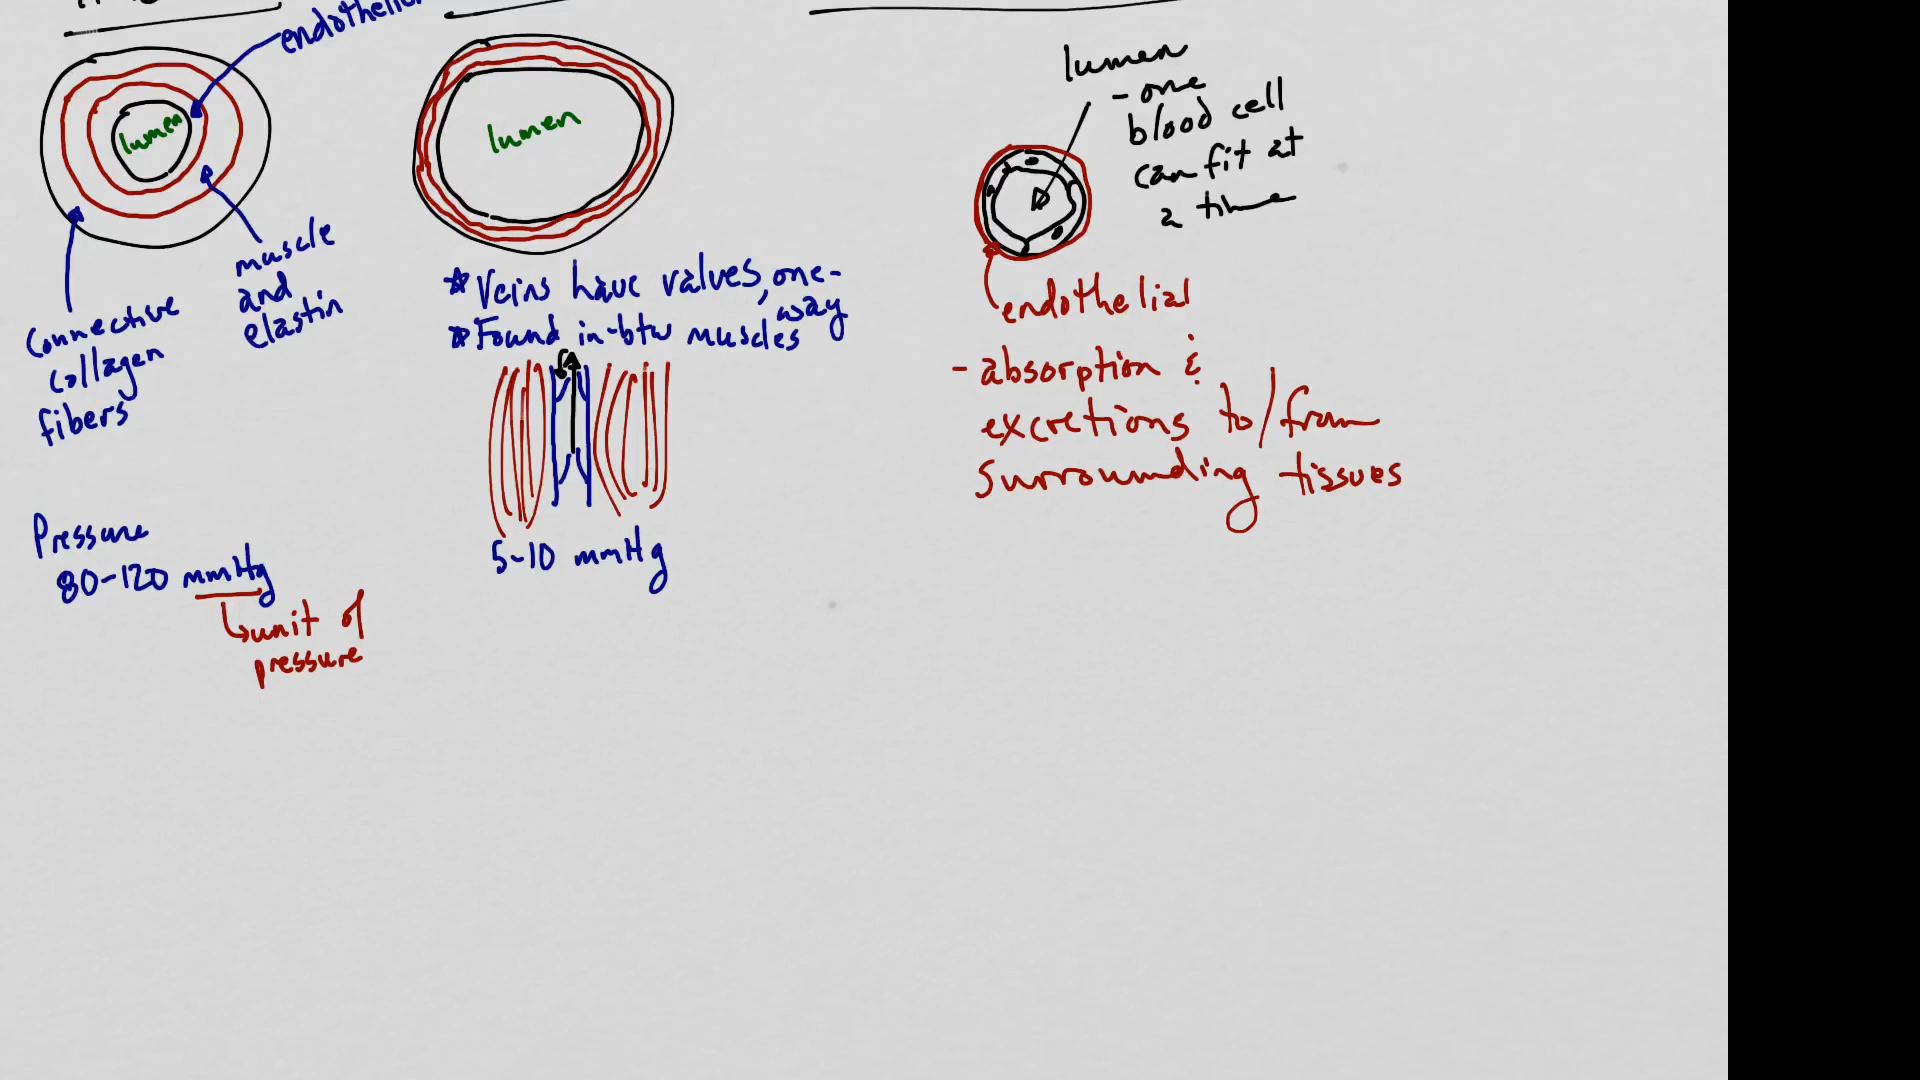 endothelial
lumen
muscle
and
elastin
connective
collagen
fibers
Pressure
80-120 mmHg
unit of
pressure
lumen
* Veins have valves, one-
way
* Found in-btw muscles
5-10 mmHg
lumen
- one
blood cell
can fit at
a time
endothelial
- absorption &
excretions to/from
surrounding tissues